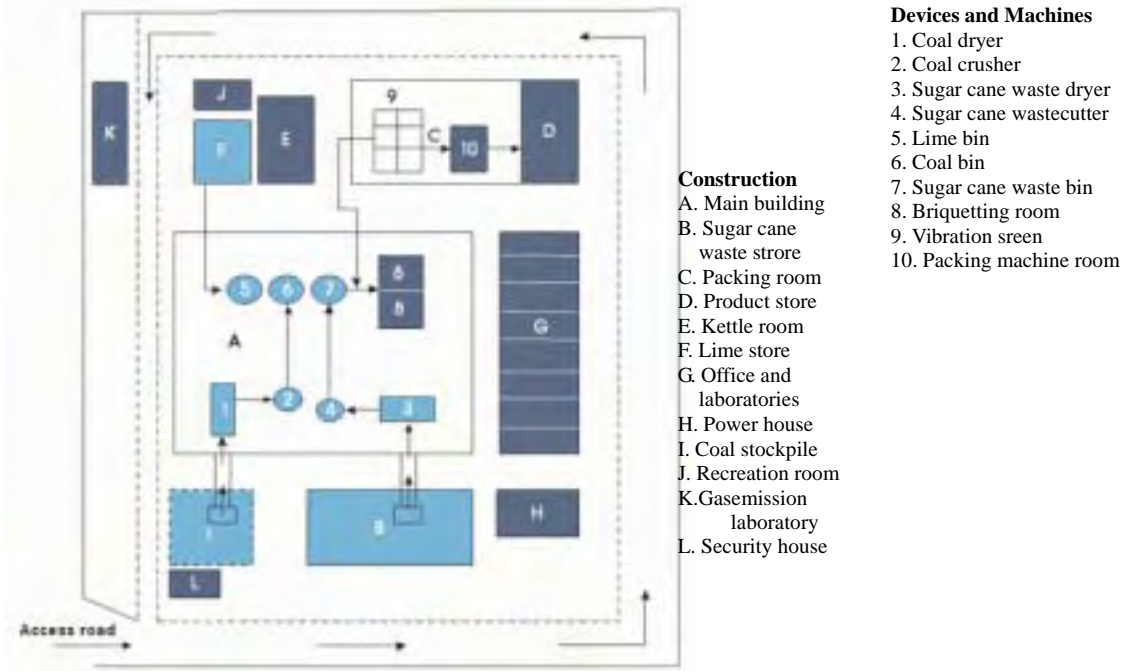 K
J
E
9
C
10
D
5
6
7
8
8
A
G
1
2
4
3
8
H
L
Access road
Construction
A. Main building
B. Sugar cane
waste strore
C. Packing room
D. Product store
E. Kettle room
F. Lime store
G. Office and
laboratories
H. Power house
I. Coal stockpile
J. Recreation room
K.Gasemission
laboratory
L. Security house
Devices and Machines
1. Coal dryer
2. Coal crusher
3. Sugar cane waste dryer
4. Sugar cane wastecutter
5. Lime bin
6. Coal bin
7. Sugar cane waste bin
8. Briquetting room
9. Vibration sreen
10. Packing machine room